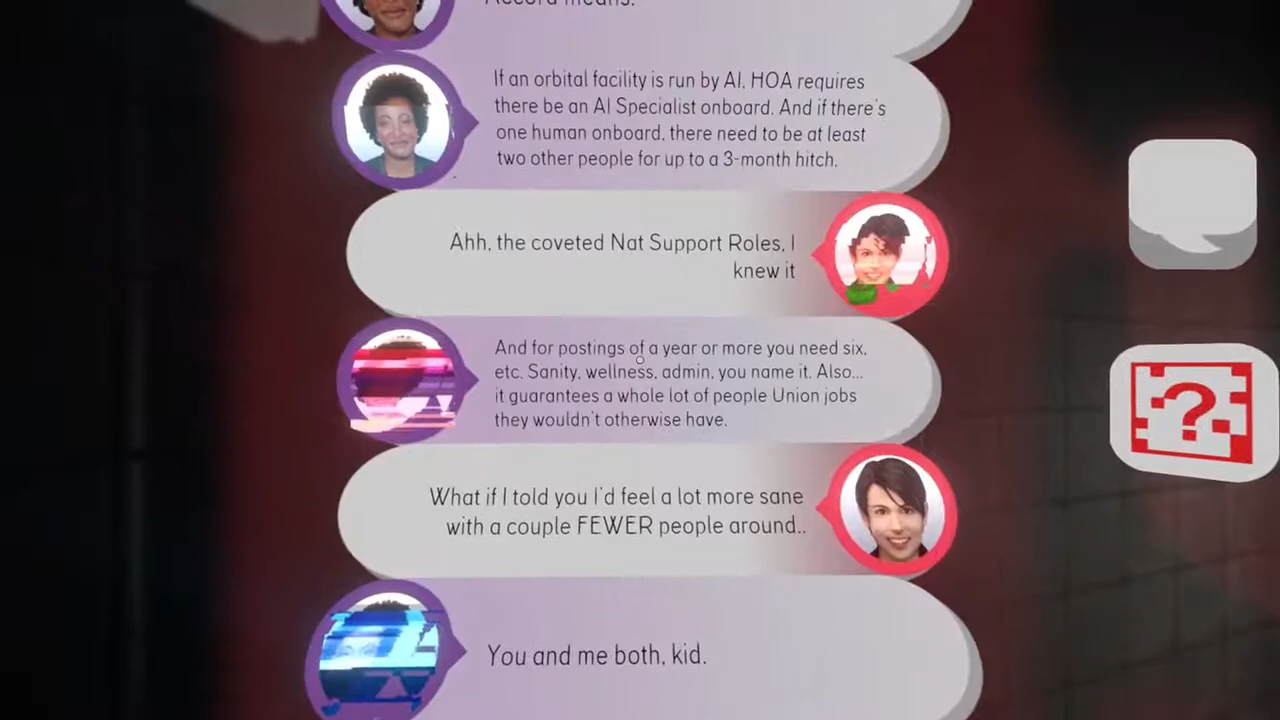 Accord means.
If an orbital facility is run by AI, HOA requires
there be an AI Specialist onboard. And if there's
one human onboard, there need to be at least
two other people for up to a 3-month hitch.
Ahh, the coveted Nat Support Roles, I
knew it
And for postings of a year or more you need six,
etc. Sanity, wellness, admin, you name it. Also...
it guarantees a whole lot of people Union jobs
they wouldn't otherwise have.
What if I told you I'd feel a lot more sane
with a couple FEWER people around..
You and me both, kid.
?